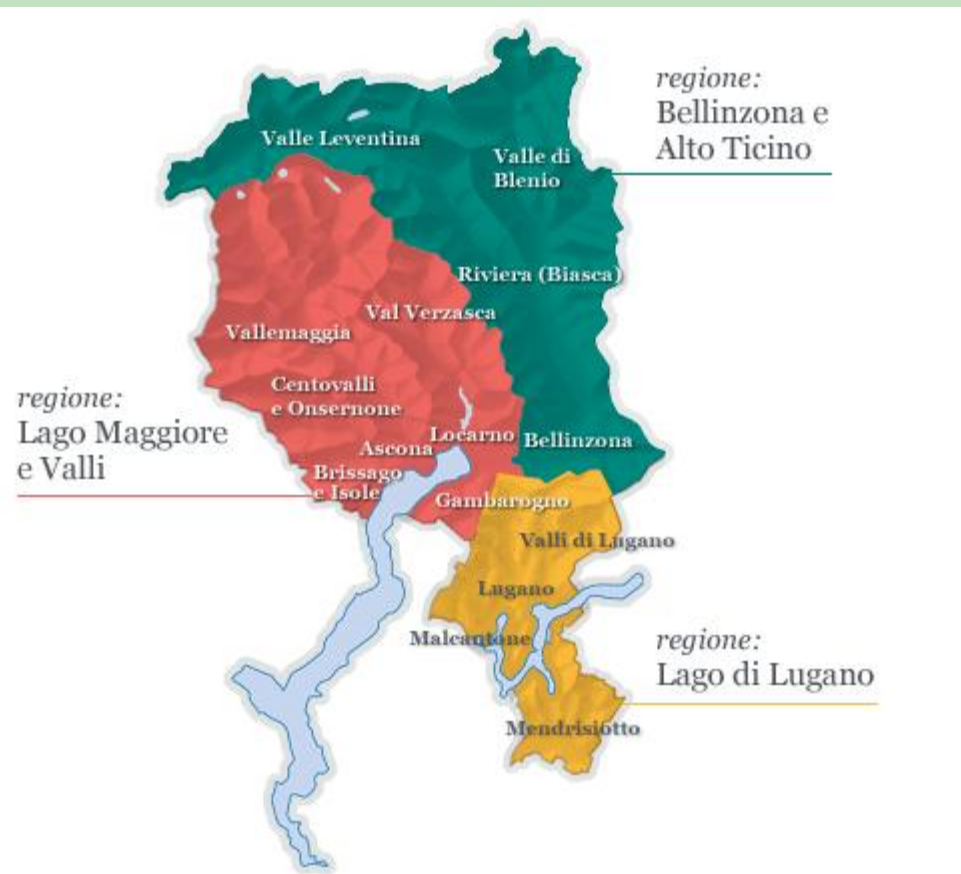 regione:
Bellinzona e
Alto Ticino
Valle Leventina
Valle di
Blenio
Riviera (Biasca)
Val Verzasca
Vallemaggia
Centovalli
e Onsernone
regione:
Lago Maggiore
e Valli
Locarno
Ascona
Bellinzona
Brissago
e Isole
Gambarogno
Valli di Lugano
Lugano
Malcantone
regione:
Lago di Lugano
Mendrisiotto